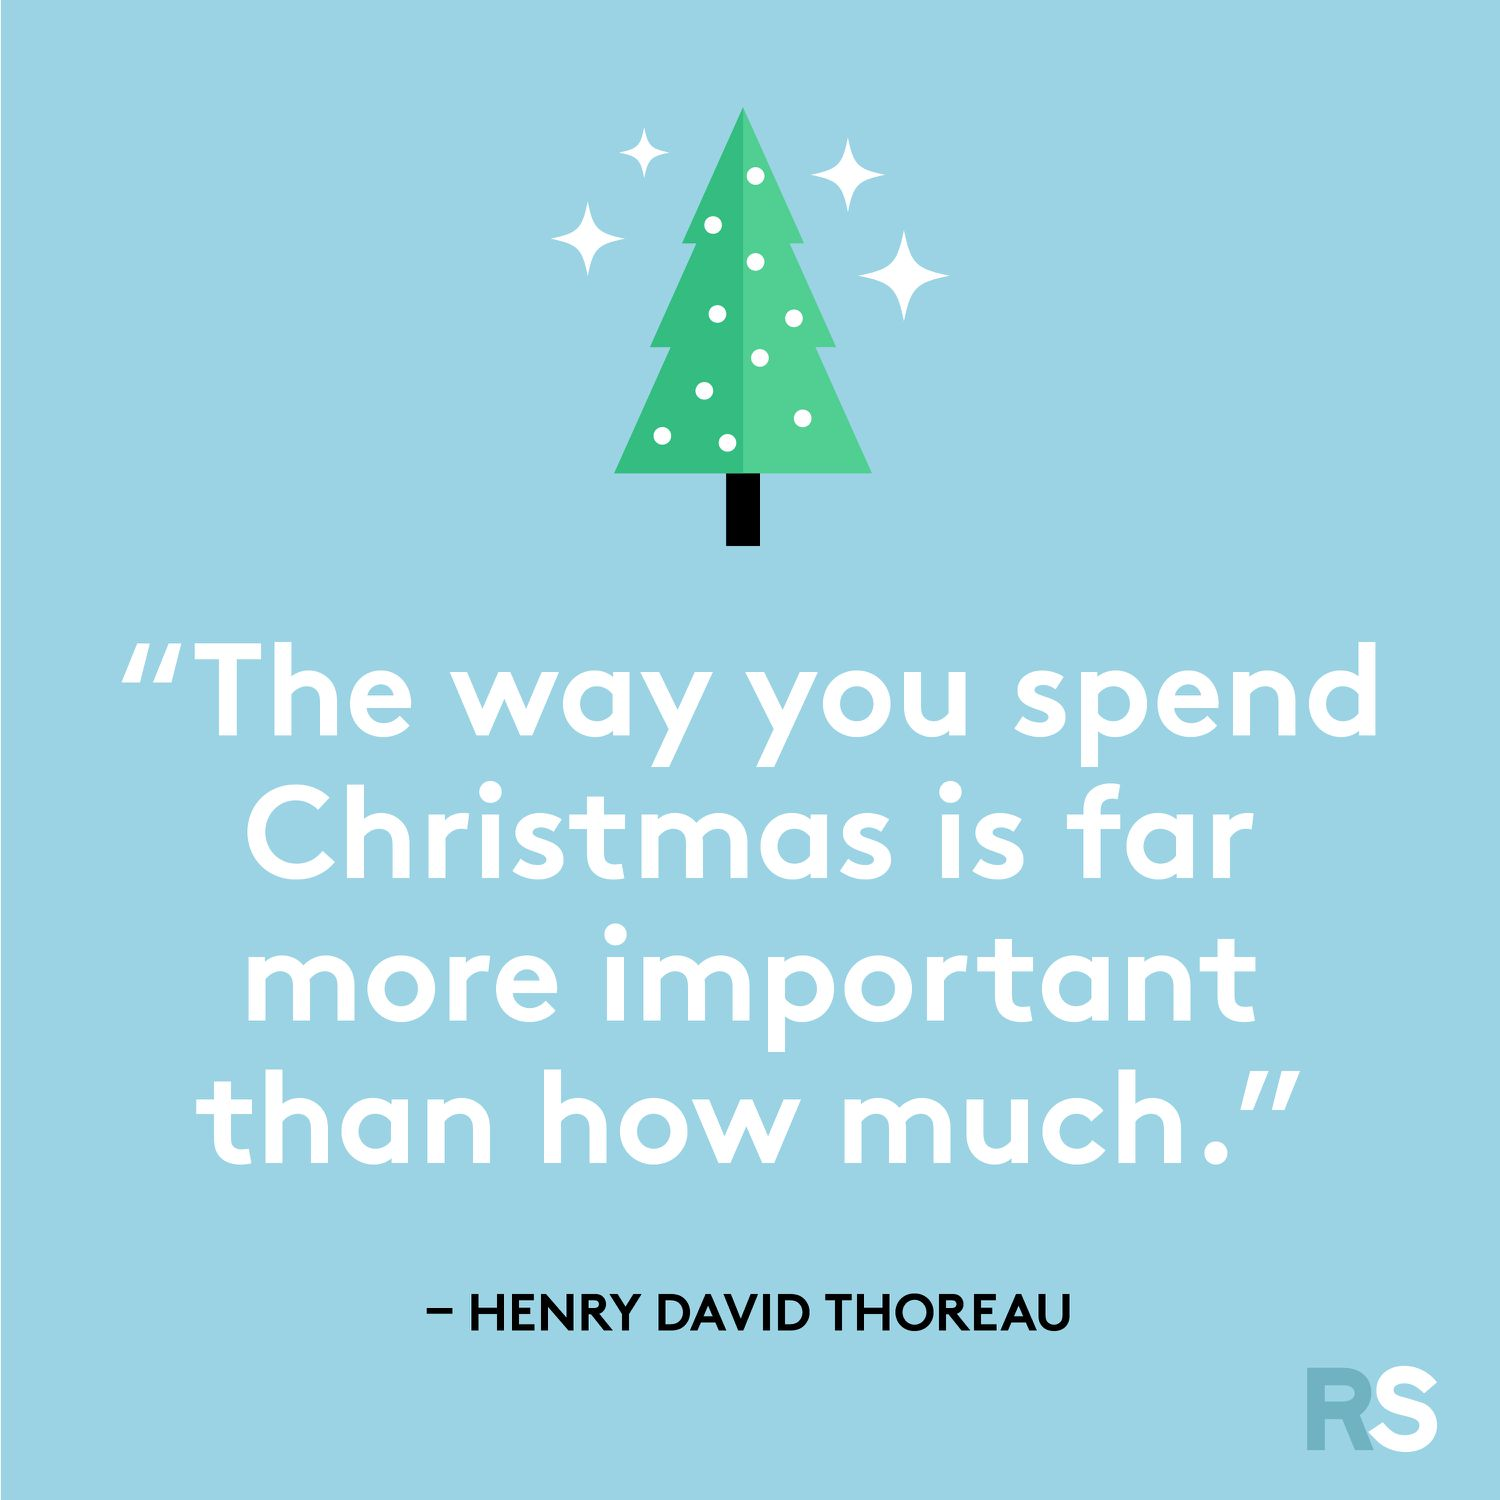 “The way you spend
Christmas is far
more important
than how much.”
– HENRY DAVID THOREAU
RS